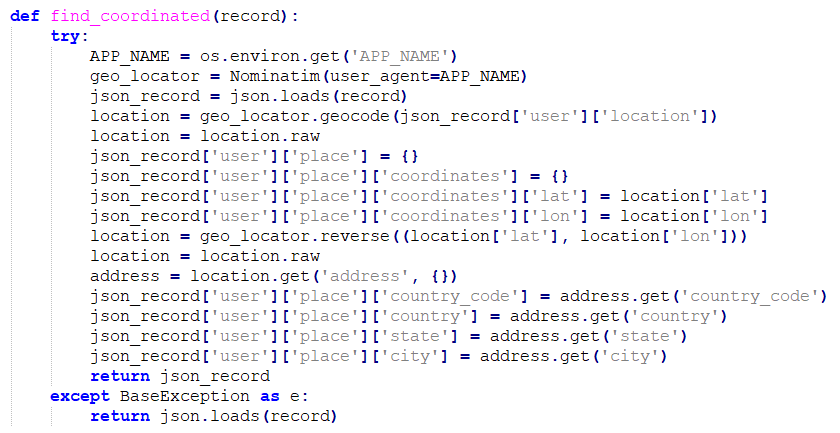 def find_coordinated(record):
    try:
        APP_NAME = os.environ.get('APP_NAME')
        geo_locator = Nominatim(user_agent=APP_NAME)
        json_record = json.loads(record)
        location = geo_locator.geocode(json_record['user']['location'])
        location = location.raw
        json_record['user']['place'] = {}
        json_record['user']['place']['coordinates'] = {}
        json_record['user']['place']['coordinates']['lat'] = location['lat']
        json_record['user']['place']['coordinates']['lon'] = location['lon']
        location = geo_locator.reverse((location['lat'], location['lon']))
        location = location.raw
        address = location.get('address', {})
        json_record['user']['place']['country_code'] = address.get('country_code')
        json_record['user']['place']['country'] = address.get('country')
        json_record['user']['place']['state'] = address.get('state')
        json_record['user']['place']['city'] = address.get('city')
        return json_record
    except BaseException as e:
        return json.loads(record)